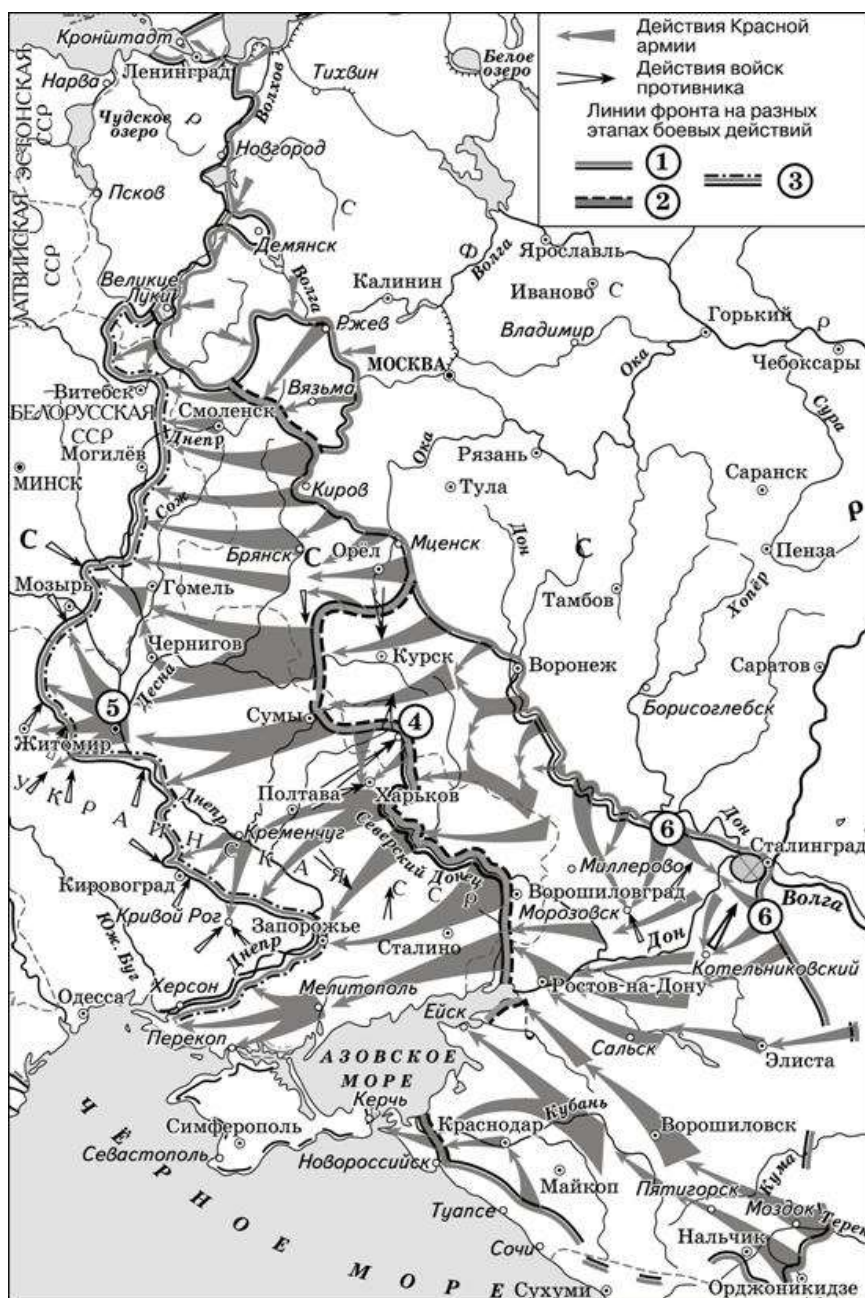 Действия Красной
армии
Действия войск
противника
Линии фронта на разных
этапах боевых действий
1
3
2
Кронштадт
Ленинград
Нарва
Волхов
Тихвин
Белое
озеро
ЭСТОНСКАЯ
ССР
Чудское
озеро
Р
Новгород
Псков
С
ЛАТВИЙСКАЯ
ССР
Демянск
Великие
Луки
Волга
Калинин
Ф
Волга
Ярославль
Иваново
С
Горький
Р
Ржев
Владимир
Чебоксары
Вязьма
МОСКВА
Ока
Сура
Витебск
БЕЛОРУССКАЯ
ССР
Смоленск
Днепр
Могилёв
МИНСК
Ока
Рязань
Тула
Саранск
Киров
Сож
Дон
Р
С
Брянск
С
Орёл
Мценск
С
Пенза
Мозырь
Гомель
Тамбов
Хопёр
Чернигов
Курск
Воронеж
Саратов
Десна
5
Сумы
4
Борисоглебск
Житомир
УКРАИНСКАЯ
ССР
Полтава
Харьков
Днепр
Кременчуг
Северский Донец
6
Дон
Сталинград
Миллерово
Кировоград
Ворошиловград
Волга
Кривой Рог
Запорожье
Морозовск
6
Юж. Буг
Днепр
Сталино
Дон
Котельниковский
Херсон
Мелитополь
Одесса
Ростов-на-Дону
Ейск
Перекоп
Сальск
Элиста
АЗОВСКОЕ
МОРЕ
Керчь
Симферополь
Краснодар
Кубань
Ворошиловск
Севастополь
Новороссийск
Кума
Майкоп
Пятигорск
Моздок
Терек
Туапсе
Нальчик
Сочи
ЧЁРНОЕ МОРЕ
Сухуми
Орджоникидзе